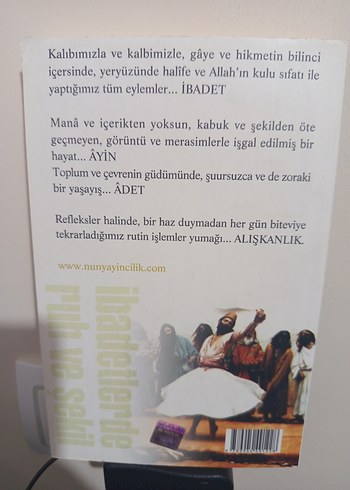 Kalıbımızla ve kalbimizle, gâye ve hikmetin bilinci
içersinde, yeryüzünde halîfe ve Allah'ın kulu sıfatı ile
yaptığımız tüm eylemler... İBADET
Manâ ve içerikten yoksun, kabuk ve şekilden öte
geçmeyen, görüntü ve merasimlerle işgal edilmiş bir
hayat... ÂYİN
Toplum ve çevrenin güdümünde, şuursuzca ve de zoraki
bir yaşayış... ÂDET
Refleksler halinde, bir haz duymadan her gün biteviye
tekrarladığımız rutin işlemler yumağı... ALIŞKANLIK.
www.nunyayincilik.com
ibadetlerde
ruh ve şekil